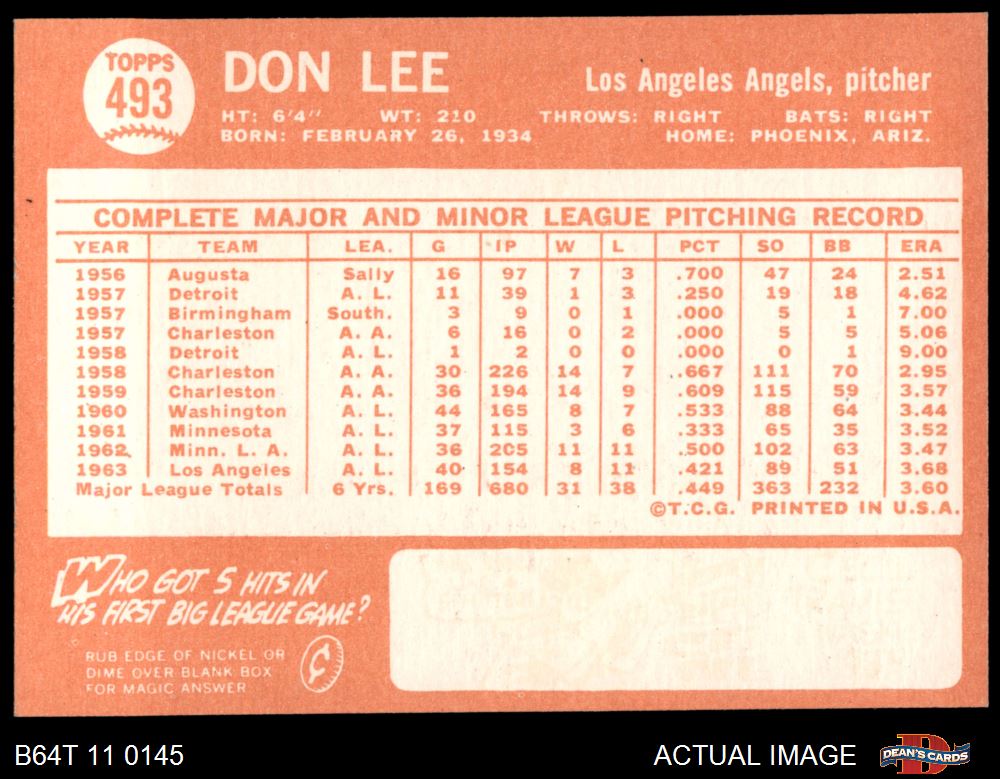 TOPPS
493
DON LEE
Los Angeles Angels, pitcher
HT: 6'4" WT: 210 THROWS: RIGHT BATS: RIGHT
BORN: FEBRUARY 26, 1934 HOME: PHOENIX, ARIZ.
COMPLETE MAJOR AND MINOR LEAGUE PITCHING RECORD
YEAR TEAM LEA. G IP W L PCT SO BB ERA
1956 Augusta Sally 16 97 7 3 .700 47 24 2.51
1957 Detroit A. L. 11 39 1 3 .250 19 18 4.62
1957 Birmingham South. 3 9 0 1 .000 5 1 7.00
1957 Charleston A. A. 6 16 0 2 .000 5 5 5.06
1958 Detroit A. L. 1 2 0 0 .000 0 1 9.00
1958 Charleston A. A. 30 226 14 7 .667 111 70 2.95
1959 Charleston A. A. 36 194 14 9 .609 115 59 3.57
1960 Washington A. L. 44 165 8 7 .533 88 64 3.44
1961 Minnesota A. L. 37 115 3 6 .333 65 35 3.52
1962 Minn. L. A. A. L. 36 205 11 11 .500 102 63 3.47
1963 Los Angeles A. L. 40 154 8 11 .421 89 51 3.68
Major League Totals 6 Yrs. 169 680 31 38 .449 363 232 3.60
©T.C.G. PRINTED IN U.S.A.
WHO GOT 5 HITS IN
HIS FIRST BIG LEAGUE GAME?
RUB EDGE OF NICKEL OR
DIME OVER BLANK BOX
FOR MAGIC ANSWER
¢
B64T 11 0145
ACTUAL IMAGE
DEAN'S CARDS